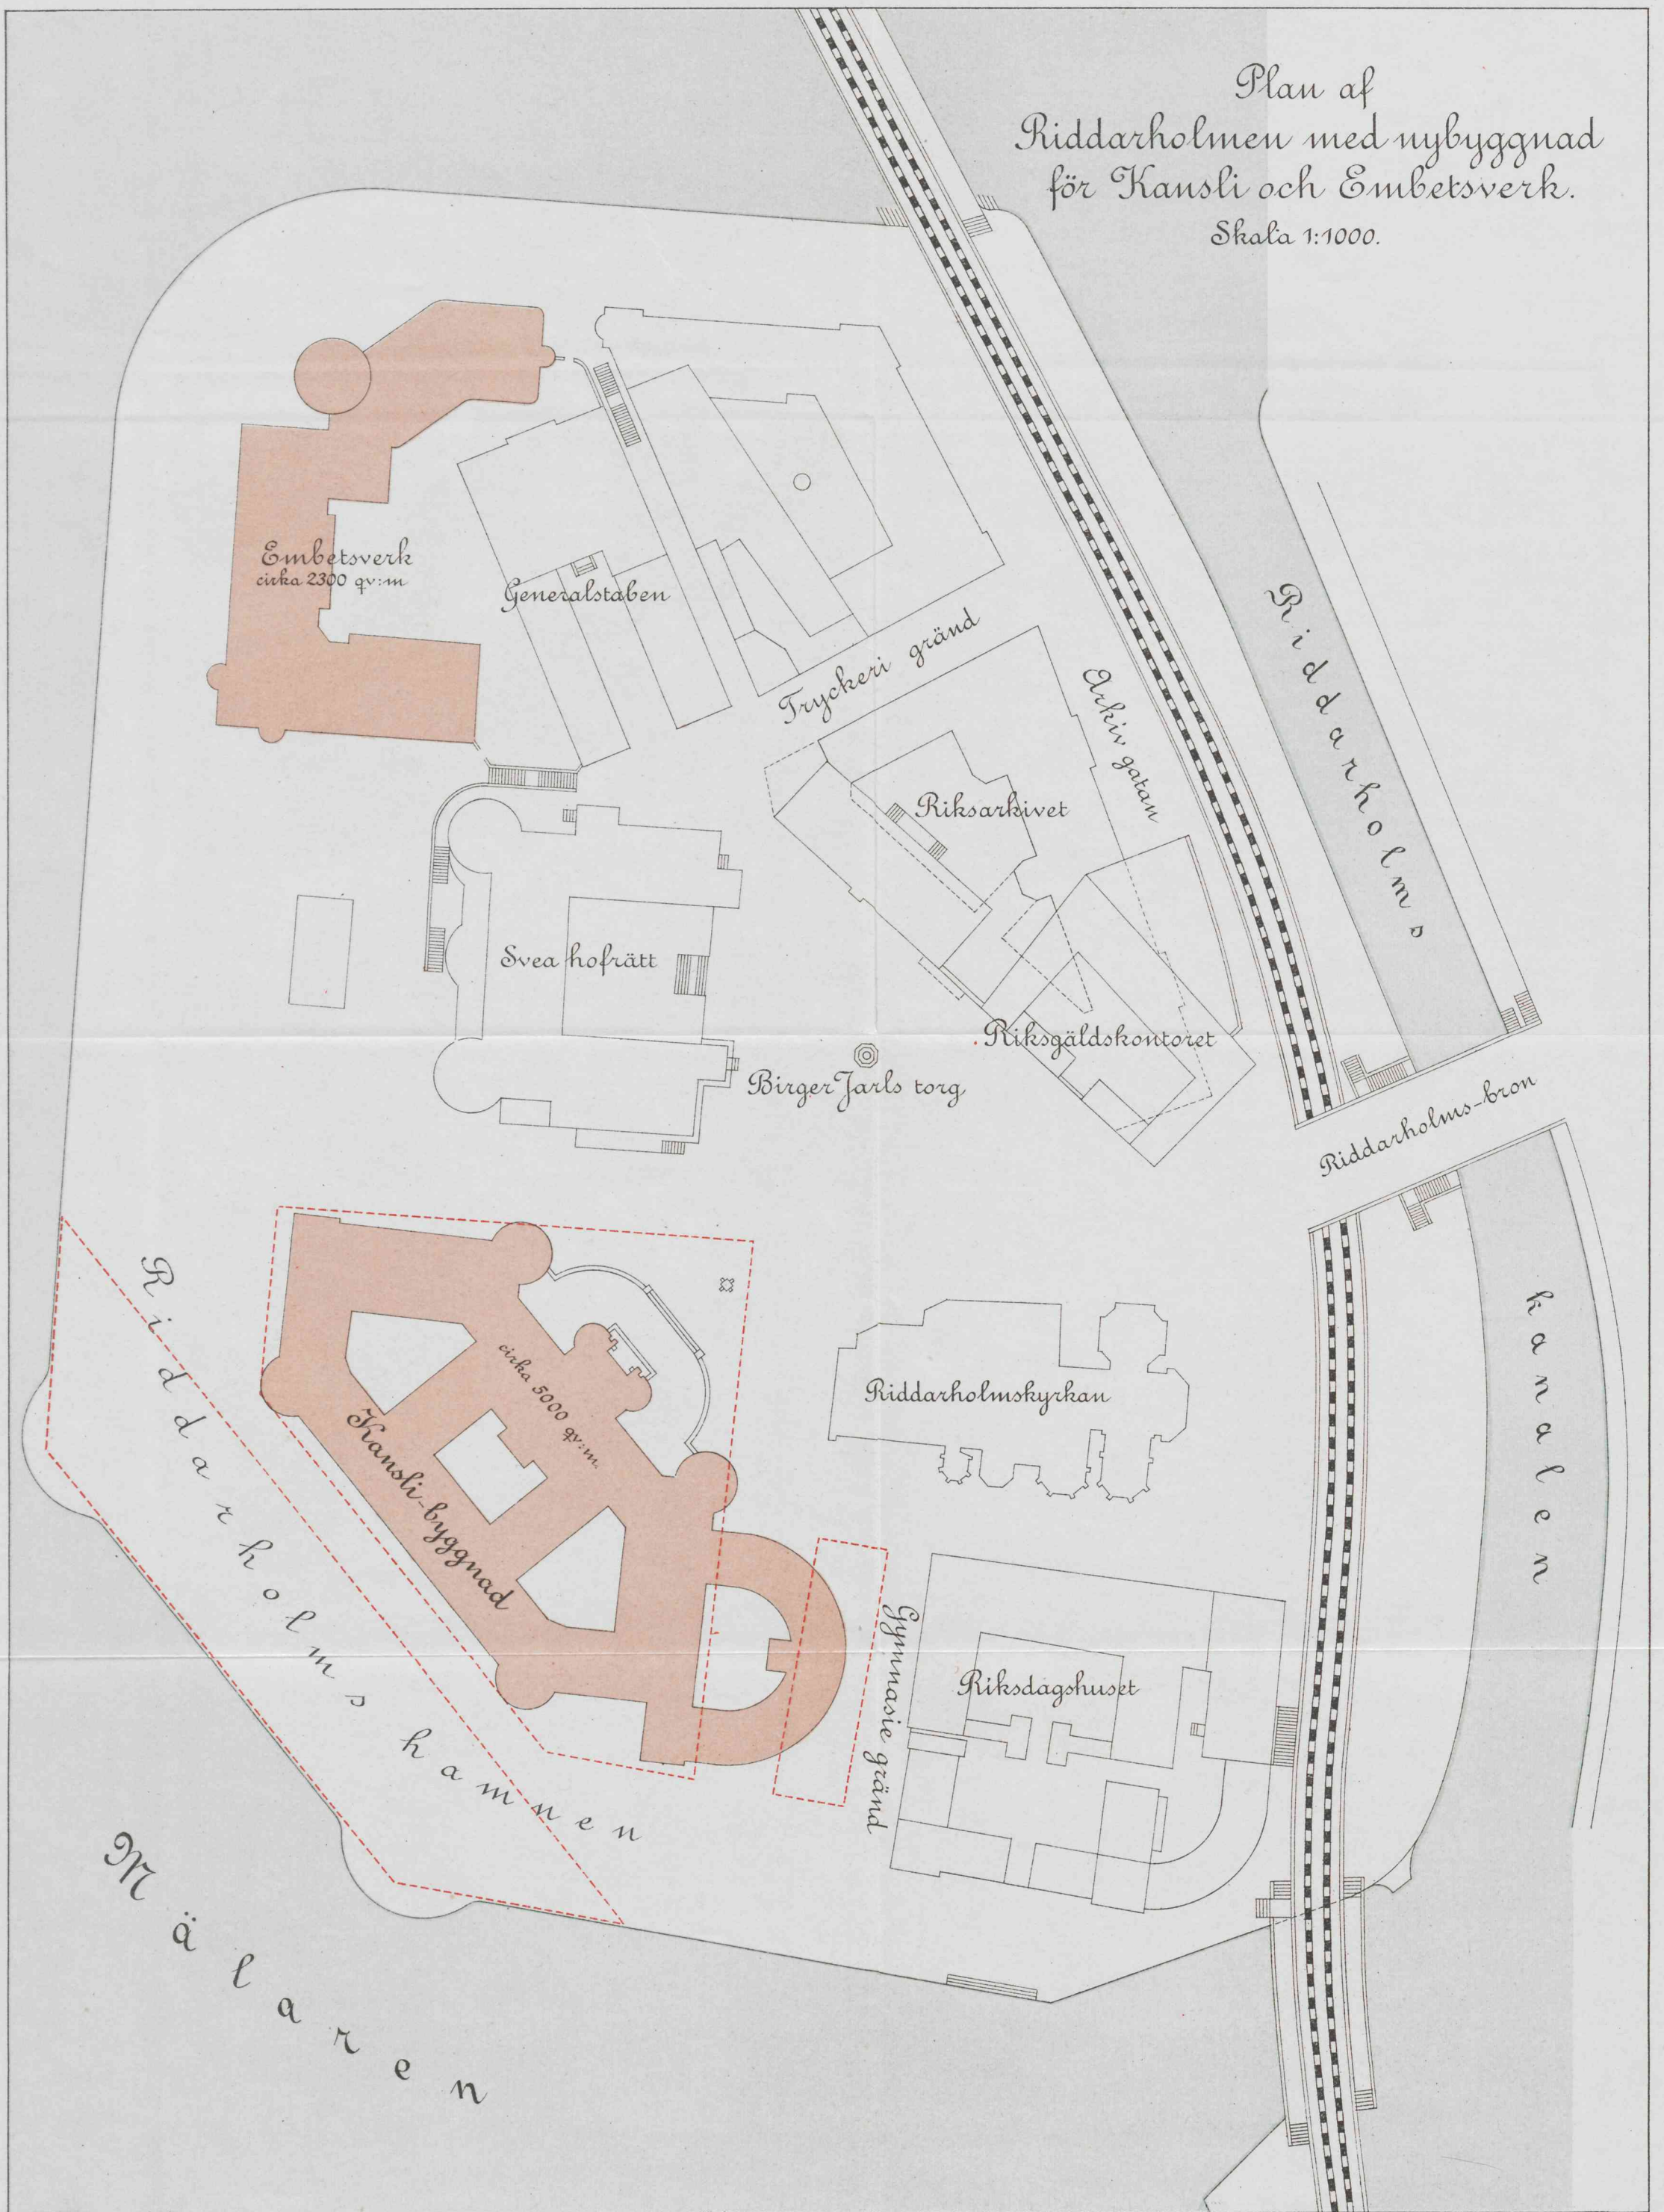 Plan af
Riddarholmen med nybyggnad
för Kansli och Embetsverk.
Skala 1:1000.
Embetsverk
cirka 2300 qv:m
Generalstaben
Tryckeri gränd
Arkiv gatan
Riddarholms
Riksarkivet
Svea hofrätt
Riksgäldskontoret
Birger Jarls torg
Riddarholms-bron
Riddarholms hamnen
cirka 5000 qv:m.
Kansli-byggnad
Riddarholmskyrkan
kanalen
Gymnasie gränd
Riksdagshuset
Mälaren